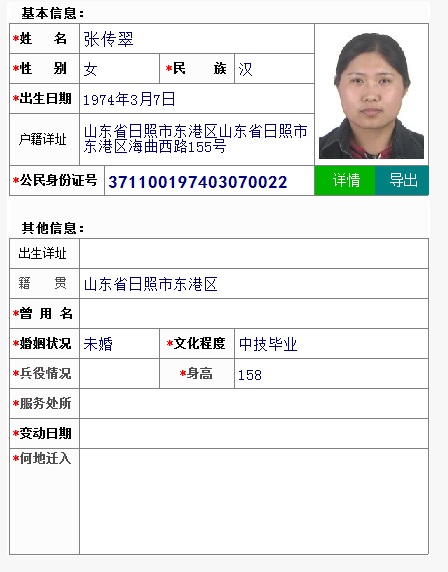 基本信息:
*姓 名 张传翠
*性 别 女 *民 族 汉
*出生日期 1974年3月7日
户籍详址 山东省日照市东港区山东省日照市
东港区海曲西路155号
*公民身份证号 371100197403070022 详情 导出
其他信息:
出生详址
籍 贯 山东省日照市东港区
*曾 用 名
*婚姻状况 未婚 *文化程度 中技毕业
*兵役情况 *身高 158
*服务处所
*变动日期
*何地迁入